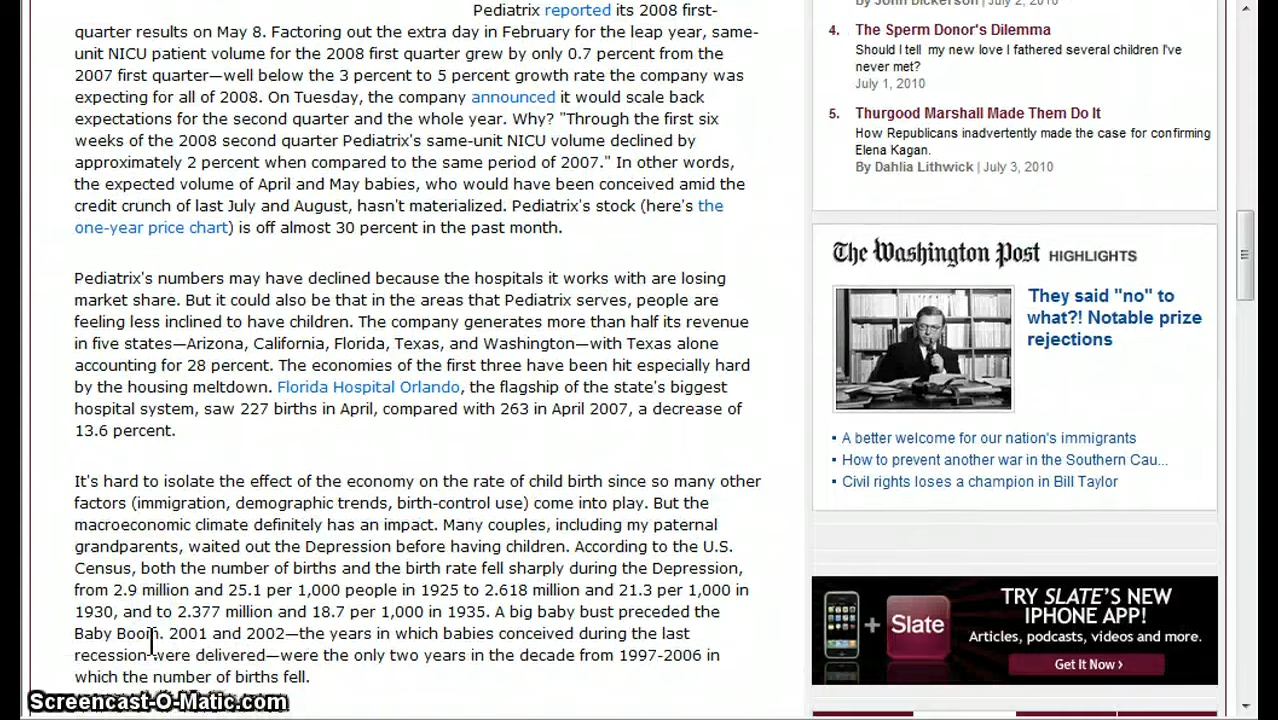 Pediatrix reported its 2008 first-
quarter results on May 8. Factoring out the extra day in February for the leap year, same-
unit NICU patient volume for the 2008 first quarter grew by only 0.7 percent from the
2007 first quarter—well below the 3 percent to 5 percent growth rate the company was
expecting for all of 2008. On Tuesday, the company announced it would scale back
expectations for the second quarter and the whole year. Why? "Through the first six
weeks of the 2008 second quarter Pediatrix's same-unit NICU volume declined by
approximately 2 percent when compared to the same period of 2007." In other words,
the expected volume of April and May babies, who would have been conceived amid the
credit crunch of last July and August, hasn't materialized. Pediatrix's stock (here's the
one-year price chart) is off almost 30 percent in the past month.
Pediatrix's numbers may have declined because the hospitals it works with are losing
market share. But it could also be that in the areas that Pediatrix serves, people are
feeling less inclined to have children. The company generates more than half its revenue
in five states—Arizona, California, Florida, Texas, and Washington—with Texas alone
accounting for 28 percent. The economies of the first three have been hit especially hard
by the housing meltdown. Florida Hospital Orlando, the flagship of the state's biggest
hospital system, saw 227 births in April, compared with 263 in April 2007, a decrease of
13.6 percent.
It's hard to isolate the effect of the economy on the rate of child birth since so many other
factors (immigration, demographic trends, birth-control use) come into play. But the
macroeconomic climate definitely has an impact. Many couples, including my paternal
grandparents, waited out the Depression before having children. According to the U.S.
Census, both the number of births and the birth rate fell sharply during the Depression,
from 2.9 million and 25.1 per 1,000 people in 1925 to 2.618 million and 21.3 per 1,000 in
1930, and to 2.377 million and 18.7 per 1,000 in 1935. A big baby bust preceded the
Baby Boom. 2001 and 2002—the years in which babies conceived during the last
recession were delivered—were the only two years in the decade from 1997-2006 in
which the number of births fell.
By John Dickerson | July 2, 2010
4. The Sperm Donor's Dilemma
Should I tell my new love I fathered several children I've
never met?
July 1, 2010
5. Thurgood Marshall Made Them Do It
How Republicans inadvertently made the case for confirming
Elena Kagan.
By Dahlia Lithwick | July 3, 2010
The Washington Post HIGHLIGHTS
They said "no" to
what?! Notable prize
rejections
▪ A better welcome for our nation's immigrants
▪ How to prevent another war in the Southern Cau...
▪ Civil rights loses a champion in Bill Taylor
TRY SLATE'S NEW
IPHONE APP!
+ Slate
Articles, podcasts, videos and more.
Get It Now ›
Screencast-O-Matic.com